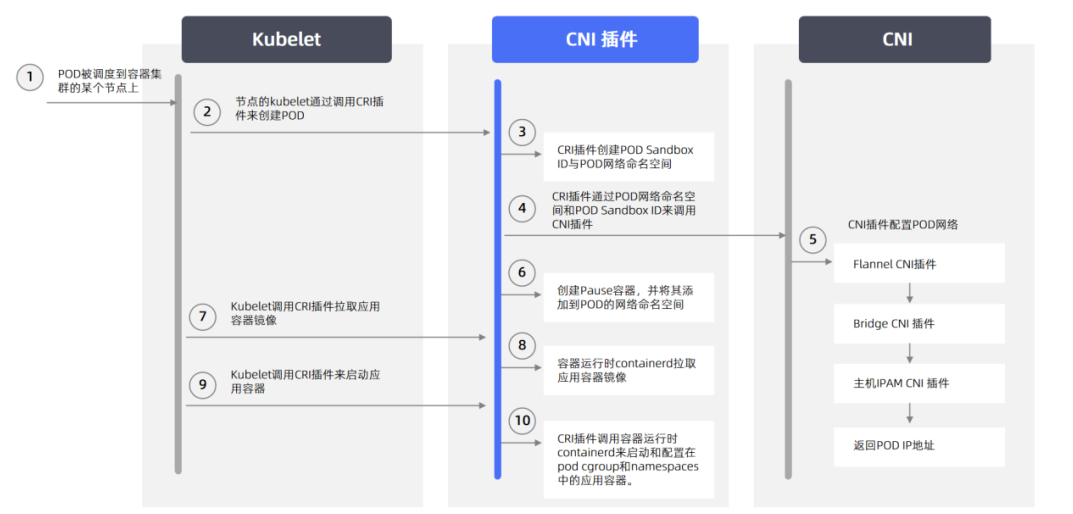 Kubelet
CNI 插件
CNI
1
POD被调度到容器集
群的某个节点上
2
节点的kubelet通过调用CRI插
件来创建POD
3
CRI插件创建POD Sandbox
ID与POD网络命名空间
4
CRI插件通过POD网络命名空
间和POD Sandbox ID来调用
CNI插件
5
CNI插件配置POD网络
Flannel CNI插件
Bridge CNI 插件
主机IPAM CNI 插件
返回POD IP地址
6
创建Pause容器，并将其添
加到POD的网络命名空间
7
Kubelet调用CRI插件拉取应用
容器镜像
8
容器运行时containerd拉取
应用容器镜像
9
Kubelet调用CRI插件来启动应
用容器
10
CRI插件调用容器运行时
containerd来启动和配置在
pod cgroup和namespaces
中的应用容器。